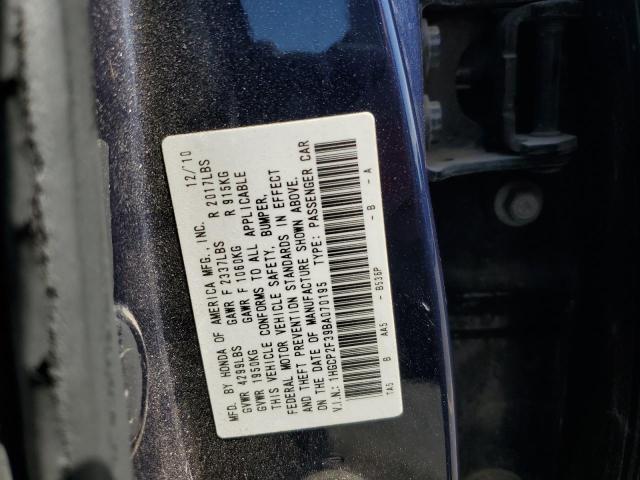 MFD. BY HONDA OF AMERICA MFG., INC. 12/10
GVWR 4299LBS GAWR F 2337LBS R 2017LBS
GVWR 1950KG GAWR F 1060KG R 915KG
THIS VEHICLE CONFORMS TO ALL APPLICABLE
FEDERAL MOTOR VEHICLE SAFETY, BUMPER,
AND THEFT PREVENTION STANDARDS IN EFFECT
ON THE DATE OF MANUFACTURE SHOWN ABOVE.
V.I.N.: 1HGCP2F39BA070195 TYPE: PASSENGER CAR
TA5 B AA5 - B536P - B - A